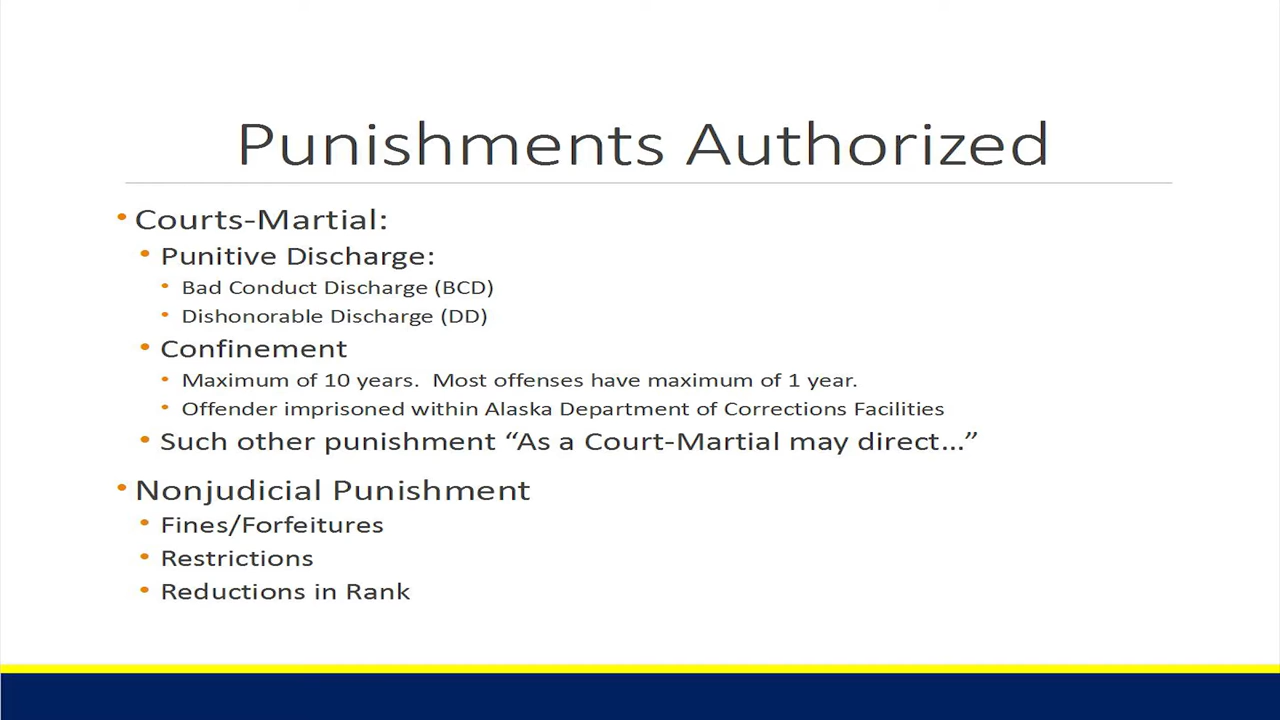 Punishments Authorized
• Courts-Martial:
• Punitive Discharge:
• Bad Conduct Discharge (BCD)
• Dishonorable Discharge (DD)
• Confinement
• Maximum of 10 years.  Most offenses have maximum of 1 year.
• Offender imprisoned within Alaska Department of Corrections Facilities
• Such other punishment “As a Court-Martial may direct…”
• Nonjudicial Punishment
• Fines/Forfeitures
• Restrictions
• Reductions in Rank